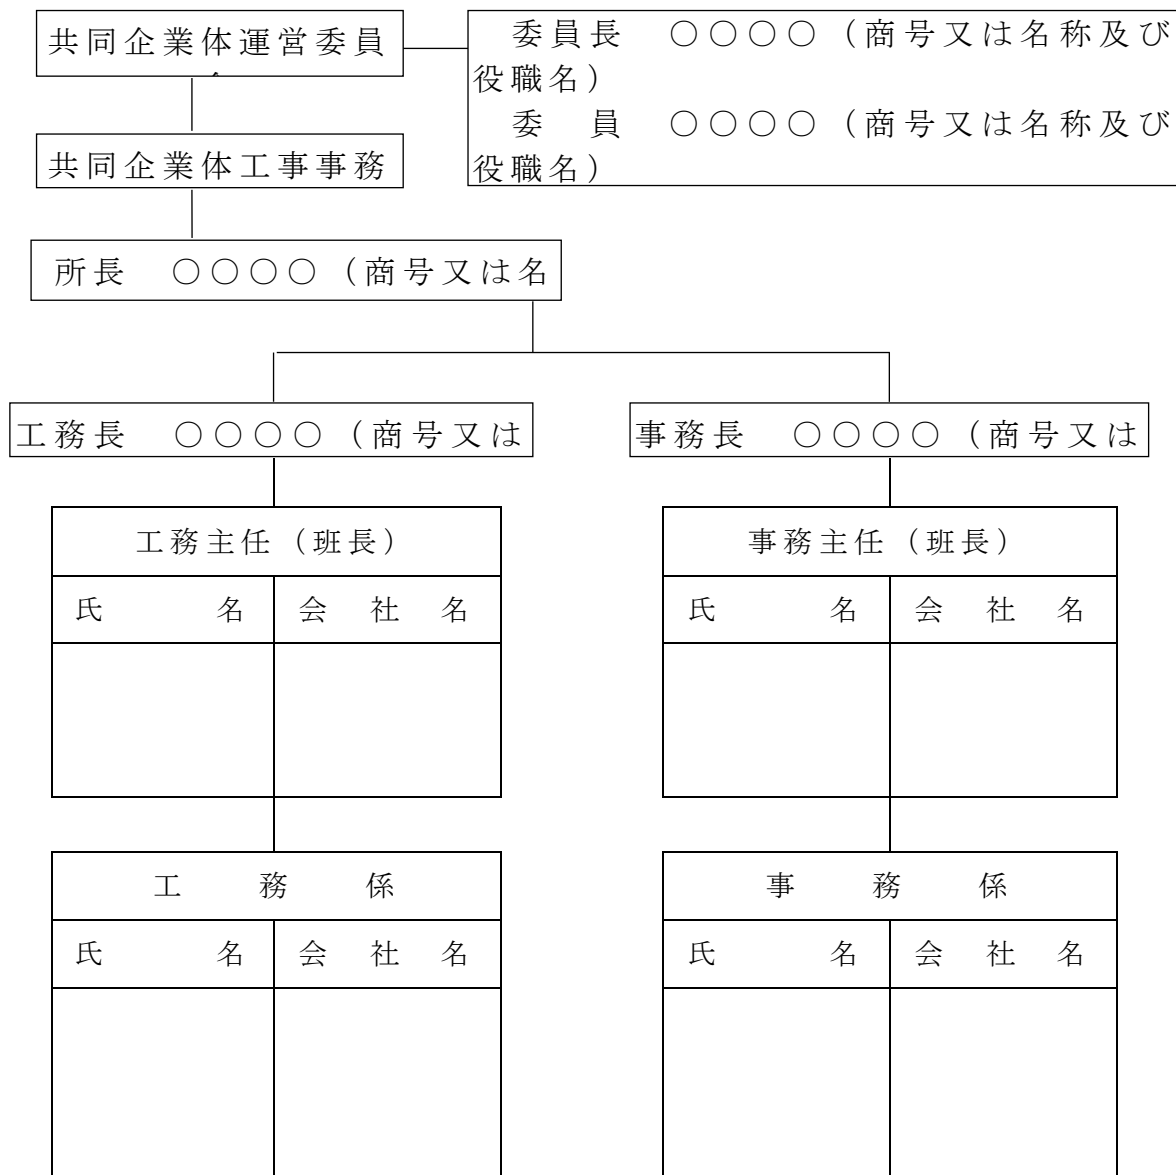 共同企業体運営委員
委員長　○○○○（商号又は名称及び
役職名）
委　員　○○○○（商号又は名称及び
役職名）
共同企業体工事事務
所長　○○○○（商号又は名
工務長　○○○○（商号又は
事務長　○○○○（商号又は
工務主任（班長）
氏　　　名　会　社　名
事務主任（班長）
氏　　　名　会　社　名
工　　務　　係
氏　　　名　会　社　名
事　　務　　係
氏　　　名　会　社　名